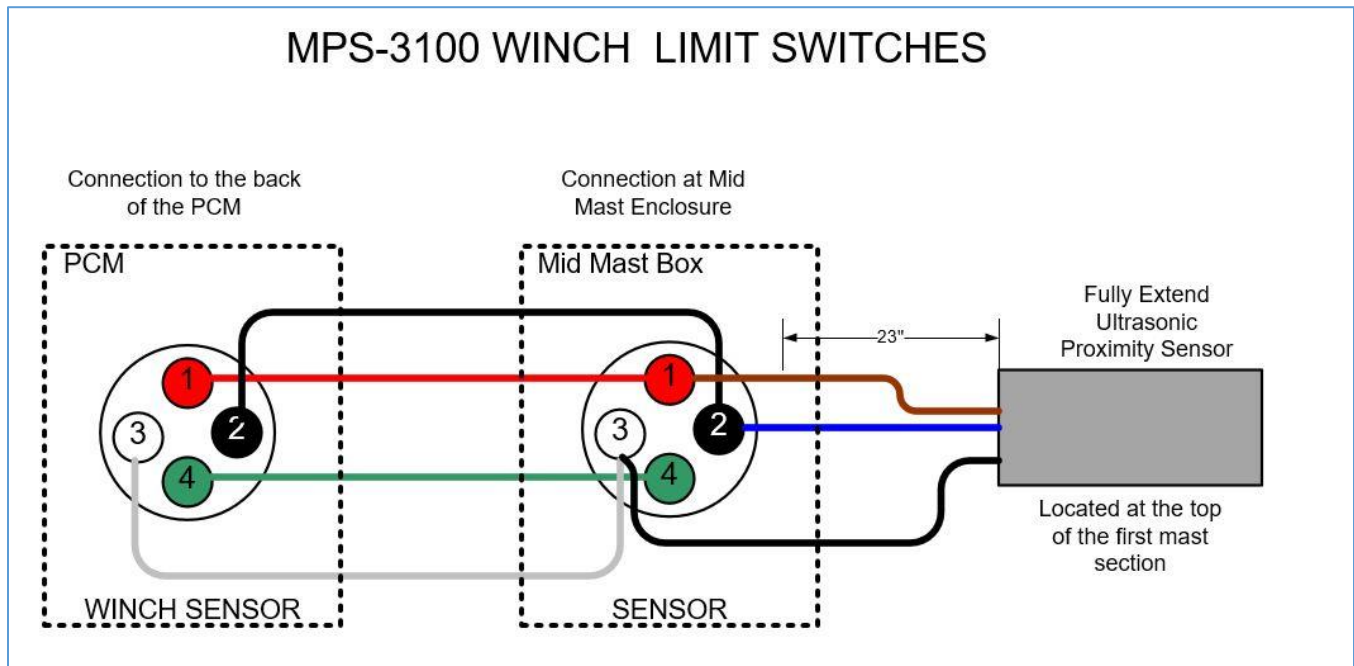 MPS-3100 WINCH LIMIT SWITCHES
Connection to the back
of the PCM
Connection at Mid
Mast Enclosure
PCM
Mid Mast Box
Fully Extend
Ultrasonic
Proximity Sensor
23"
1
2
3
4
1
2
3
4
Located at the top
of the first mast
section
WINCH SENSOR
SENSOR